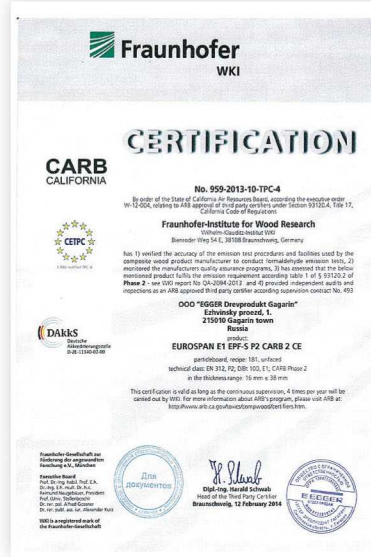 Fraunhofer
WKI
CERTIFICATION
CARB
CALIFORNIA
No. 959-2013-10-TPC-4
By order of the State of California Air Resources Board, according the executive order
W-12-004, relating to ARB approval of third party certifiers under Section 93120.4, Title 17,
California Code of Regulations
Fraunhofer-Institute for Wood Research
Wilhelm-Klauditz-Institut WKI
Bienroder Weg 54 E, 38108 Braunschweig, Germany
CETPC
has 1) verified the accuracy of the emission test procedures and facilities used by the
composite wood product manufacturer to conduct formaldehyde emission tests, 2)
monitored the manufacturers quality assurance programs, 3) has assessed that the below
mentioned product fulfils the emission requirement according table 1 of § 93120.2 of
Phase 2 - see WKI report No QA-2094-2013 and 4) provided independent audits and
inspections as an ARB approved third party certifier according supervision contract No. 493
OOO "EGGER Drevprodukt Gagarin"
Ezhvinsky proezd, 1.
215010 Gagarin town
Russia
DAkkS
Deutsche
Akkreditierungsstelle
product:
EUROSPAN E1 EPF-S P2 CARB 2 CE
particleboard, recipe: 181, unfaced
technical class: EN 312, P2; DIBt 100, E1; CARB Phase 2
in the thickness range: 16 mm ≤ 38 mm
This certification is valid as long as the continuous supervision, 4 times per year will be
carried out by WKI. For more information about ARB's program, please visit ARB at:
http://www.arb.ca.gov/toxics/compwood/tpc/listtpcs.htm
Fraunhofer-Gesellschaft zur
Förderung der angewandten
Forschung e.V., München
Executive Board
President
WKI is a registered mark of
the Fraunhofer-Gesellschaft
Для
документов
Dipl.-Ing. Harald Schwab
Head of the Third Party Certifier
Braunschweig, 12 February 2014
EGGER